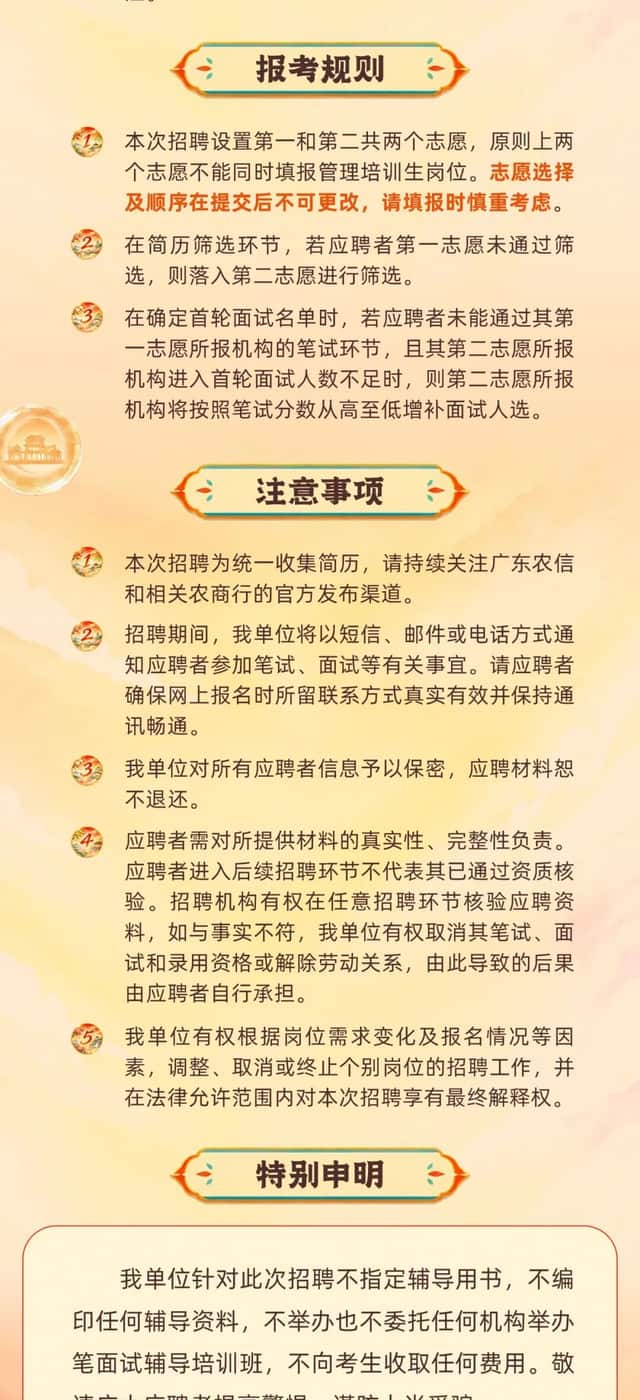 报考规则
1 本次招聘设置第一和第二共两个志愿，原则上两
个志愿不能同时填报管理培训生岗位。志愿选择
及顺序在提交后不可更改，请填报时慎重考虑。
2 在简历筛选环节，若应聘者第一志愿未通过筛
选，则落入第二志愿进行筛选。
3 在确定首轮面试名单时，若应聘者未能通过其第
一志愿所报机构的笔试环节，且其第二志愿所报
机构进入首轮面试人数不足时，则第二志愿所报
机构将按照笔试分数从高至低增补面试人选。
注意事项
1 本次招聘为统一收集简历，请持续关注广东农信
和相关农商行的官方发布渠道。
2 招聘期间，我单位将以短信、邮件或电话方式通
知应聘者参加笔试、面试等有关事宜。请应聘者
确保网上报名时所留联系方式真实有效并保持通
讯畅通。
3 我单位对所有应聘者信息予以保密，应聘材料恕
不退还。
4 应聘者需对所提供材料的真实性、完整性负责。
应聘者进入后续招聘环节不代表其已通过资质核
验。招聘机构有权在任意招聘环节核验应聘资
料，如与事实不符，我单位有权取消其笔试、面
试和录用资格或解除劳动关系，由此导致的后果
由应聘者自行承担。
5 我单位有权根据岗位需求变化及报名情况等因
素，调整、取消或终止个别岗位的招聘工作，并
在法律允许范围内对本次招聘享有最终解释权。
特别申明
我单位针对此次招聘不指定辅导用书，不编
印任何辅导资料，不举办也不委托任何机构举办
笔面试辅导培训班，不向考生收取任何费用。敬